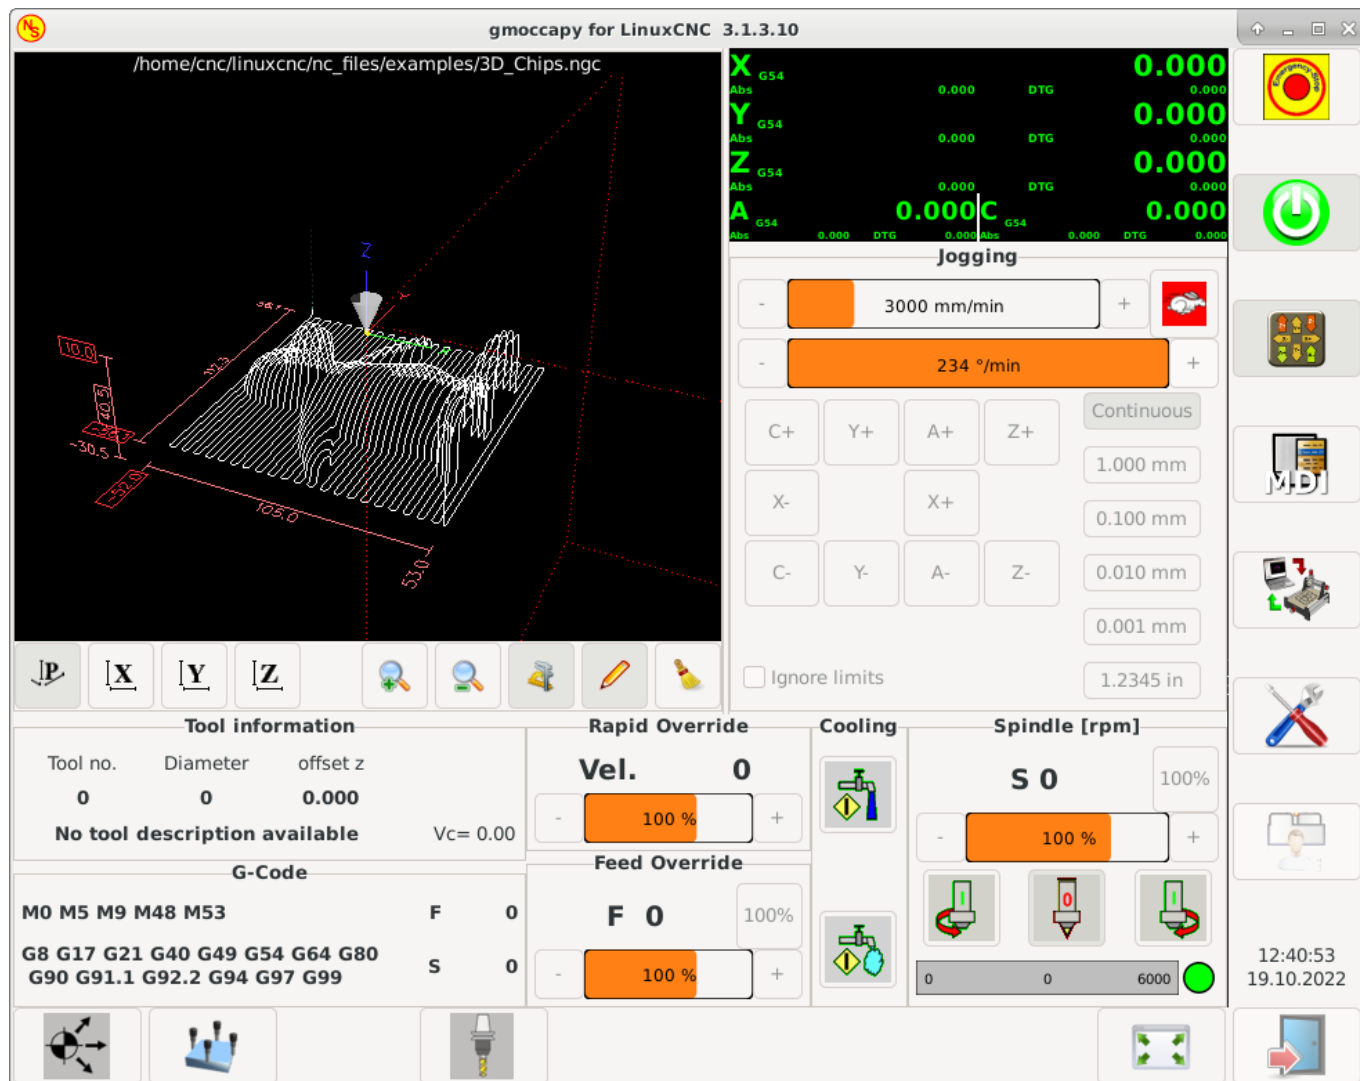 gmoccapy for LinuxCNC 3.1.3.10
/home/cnc/linuxcnc/nc_files/examples/3D_Chips.ngc
X G54 0.000
Abs 0.000 DTG 0.000
Y G54 0.000
Abs 0.000 DTG 0.000
Z G54 0.000
Abs 0.000 DTG 0.000
A G54 0.000 C G54 0.000
Abs 0.000 DTG 0.000 Abs 0.000 DTG 0.000
Emergency-Stop
Z
10.0
40.5
-30.5
-52.0
105.0
53.0
Jogging
- 3000 mm/min +
- 234 °/min +
C+ Y+ A+ Z+
X- X+
C- Y- A- Z-
Continuous
1.000 mm
0.100 mm
0.010 mm
0.001 mm
1.2345 in
Ignore limits
MDI
P X Y Z
Tool information
Tool no. Diameter offset z
0 0 0.000
No tool description available Vc= 0.00
G-Code
M0 M5 M9 M48 M53 F 0
G8 G17 G21 G40 G49 G54 G64 G80
G90 G91.1 G92.2 G94 G97 G99
S 0
Rapid Override
Vel. 0
- 100 % +
Feed Override
F 0 100%
- 100 % +
Cooling
Spindle [rpm]
S 0 100%
- 100 % +
I 0 I
0 0 6000
12:40:53
19.10.2022